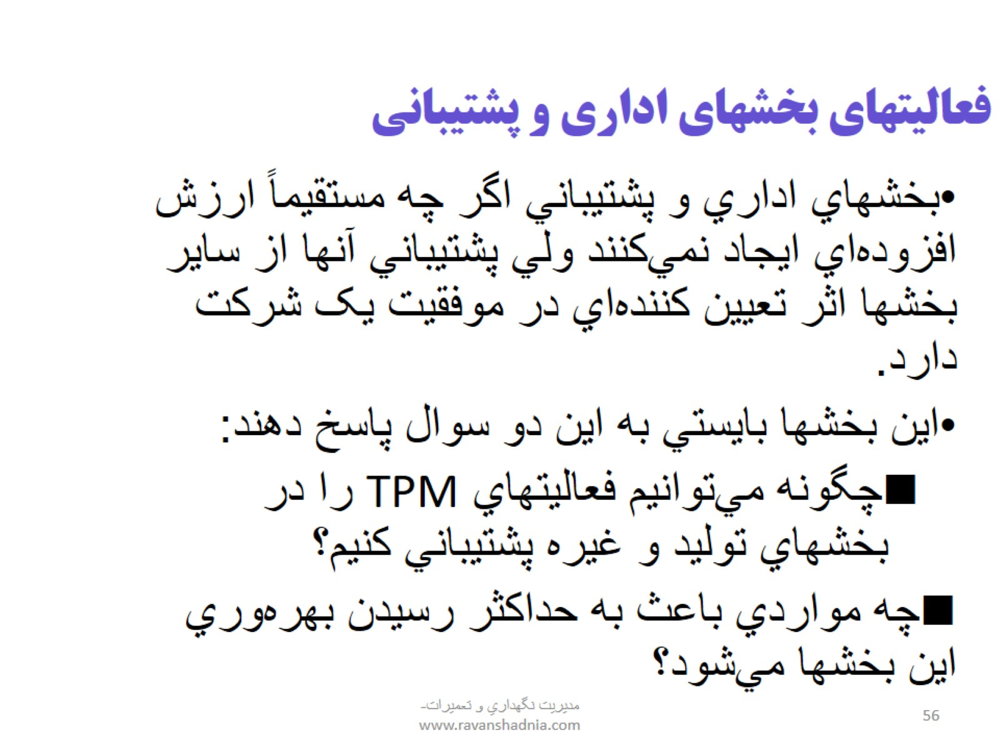 فعالیتهای بخشهای اداری و پشتیبانی
•بخشهاي اداري و پشتيباني اگر چه مستقيماً ارزش
افزوده‌اي ايجاد نمي‌كنند ولي پشتيباني آنها از ساير
بخشها اثر تعيين كننده‌اي در موفقيت یک شركت
دارد.
•اين بخشها بايستي به اين دو سوال پاسخ دهند:
■چگونه مي‌توانيم فعاليتهاي TPM را در
بخشهاي توليد و غيره پشتيباني كنيم؟
■چه مواردي باعث به حداكثر رسيدن بهره‌وري
اين بخشها مي‌شود؟
مدیریت نگهداري و تعمیرات-
www.ravanshadnia.com
56